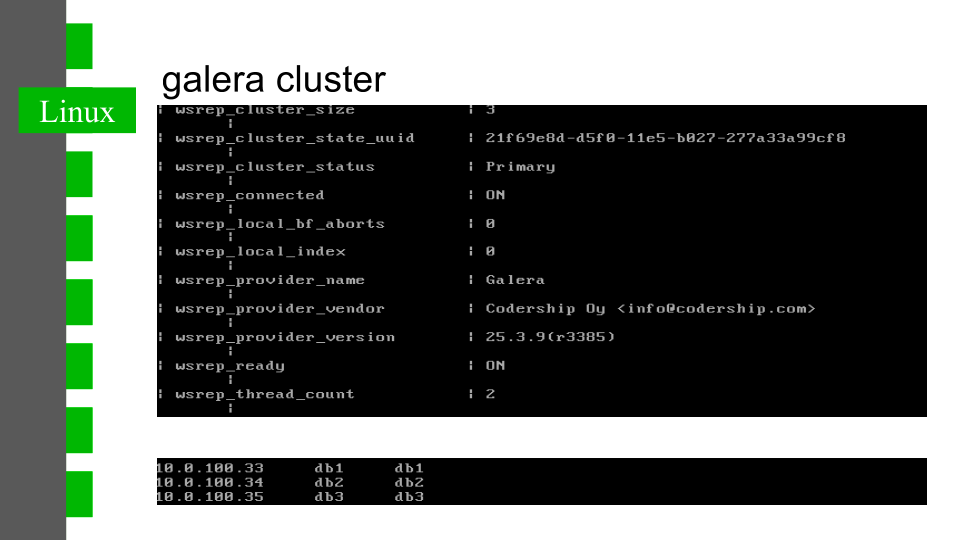 galera cluster
Linux
¦ wsrep_cluster_size ¦ 3
¦
¦ wsrep_cluster_state_uuid ¦ 21f69e8d-d5f0-11e5-b027-277a33a99cf8
¦
¦ wsrep_cluster_status ¦ Primary
¦
¦ wsrep_connected ¦ ON
¦
¦ wsrep_local_bf_aborts ¦ 0
¦
¦ wsrep_local_index ¦ 0
¦
¦ wsrep_provider_name ¦ Galera
¦
¦ wsrep_provider_vendor ¦ Codership Oy <info@codership.com>
¦
¦ wsrep_provider_version ¦ 25.3.9(r3385)
¦
¦ wsrep_ready ¦ ON
¦
¦ wsrep_thread_count ¦ 2
¦
10.0.100.33 db1 db1
10.0.100.34 db2 db2
10.0.100.35 db3 db3